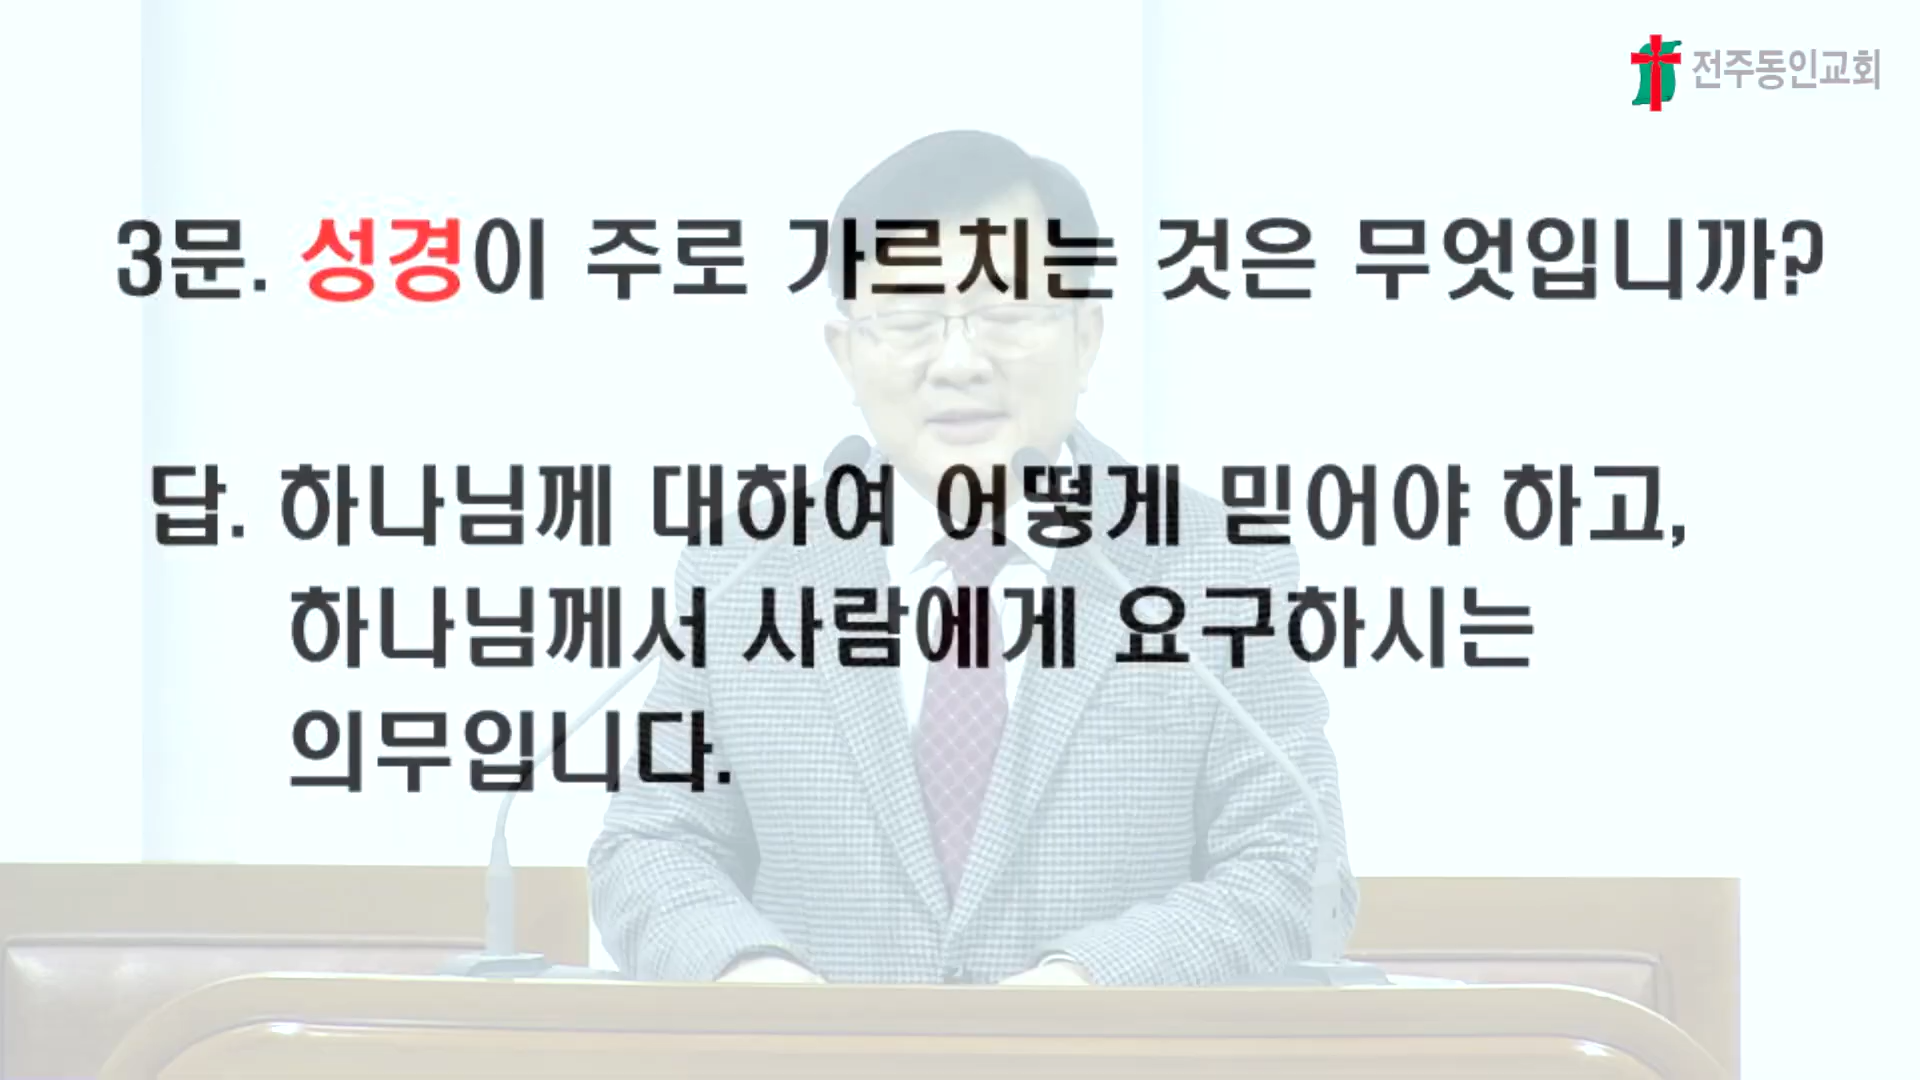 전주동인교회
3문. 성경이 주로 가르치는 것은 무엇입니까?
답. 하나님께 대하여 어떻게 믿어야 하고,
하나님께서 사람에게 요구하시는
의무입니다.